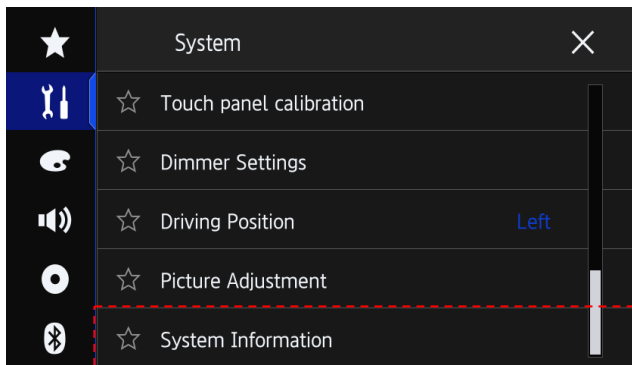 System
Touch panel calibration
Dimmer Settings
Driving Position Left
Picture Adjustment
System Information